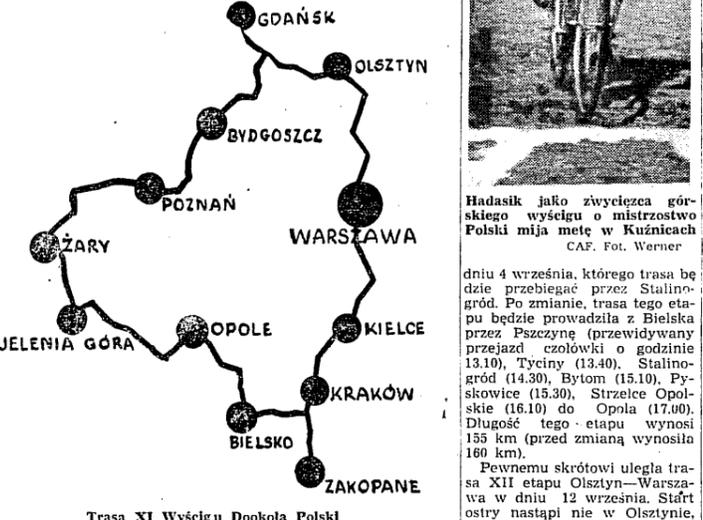 GDAŃSK
OLSZTYN
BYDGOSZCZ
POZNAŃ
WARSZAWA
ŻARY
JELENIA GÓRA
OPOLE
KIELCE
KRAKÓW
BIELSKO
ZAKOPANE
Trasa XI Wyścigu Dookoła Polski
Hadasik jako zwycięzca gór-
skiego wyścigu o mistrzostwo
Polski mija metę w Kuźnicach
CAF. Fot. Werner
dniu 4 września, którego trasa bę
dzie przebiegać przez Stalino-
gród. Po zmianie, trasa tego eta-
pu będzie prowadziła z Bielska
przez Pszczynę (przewidywany
przejazd czołówki o godzinie
13.10), Tyciny (13.40), Stalino-
gród (14.30), Bytom (15.10), Py-
skowice (15.30), Strzelce Opol-
skie (16.10) do Opola (17.00).
Długość tego etapu wynosi
155 km (przed zmianą wynosiła
160 km).
Pewnemu skrótowi uległa tra-
sa XII etapu Olsztyn—Warsza-
wa w dniu 12 września. Start
ostry nastąpi nie w Olsztynie,